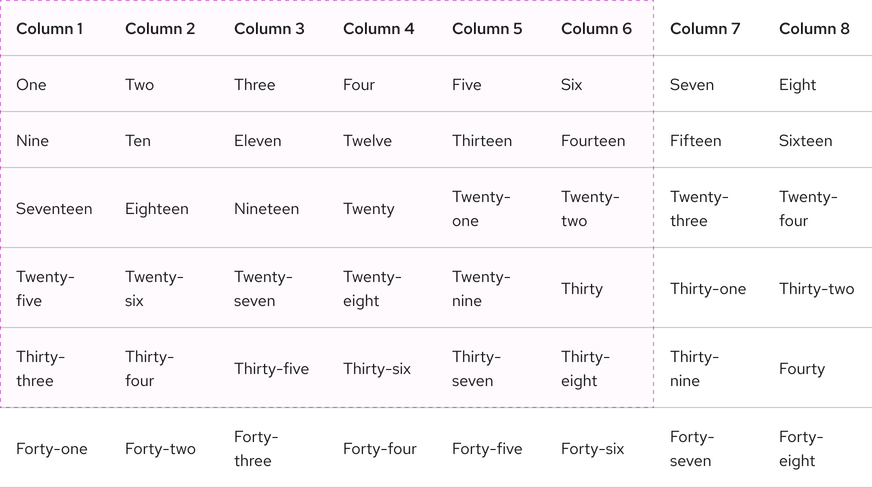 Column 1 Column 2 Column 3 Column 4 Column 5 Column 6 Column 7 Column 8
One Two Three Four Five Six Seven Eight
Nine Ten Eleven Twelve Thirteen Fourteen Fifteen Sixteen
Seventeen Eighteen Nineteen Twenty Twenty-one Twenty-two Twenty-three Twenty-four
Twenty-five Twenty-six Twenty-seven Twenty-eight Twenty-nine Thirty Thirty-one Thirty-two
Thirty-three Thirty-four Thirty-five Thirty-six Thirty-seven Thirty-eight Thirty-nine Fourty
Forty-one Forty-two Forty-three Forty-four Forty-five Forty-six Forty-seven Forty-eight